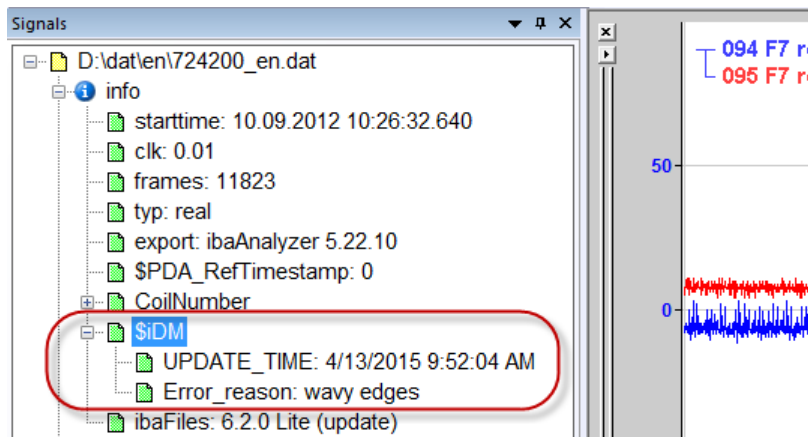 Signals
D:\dat\en\724200_en.dat
info
starttime: 10.09.2012 10:26:32.640
clk: 0.01
frames: 11823
typ: real
export: ibaAnalyzer 5.22.10
$PDA_RefTimestamp: 0
CoilNumber
$iDM
UPDATE_TIME: 4/13/2015 9:52:04 AM
Error_reason: wavy edges
ibaFiles: 6.2.0 Lite (update)
094 F7 r
095 F7 r
50
0